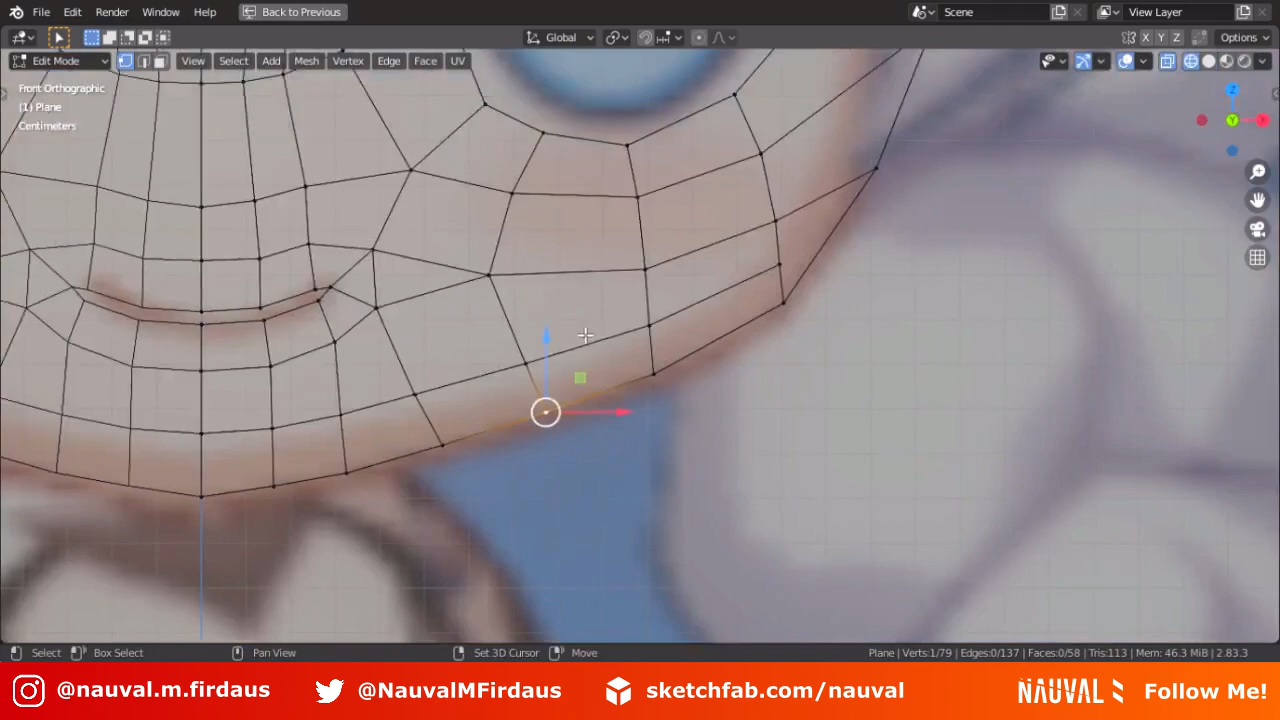 File Edit Render Window Help Back to Previous Scene View Layer
Global X Y Z Options
Edit Mode View Select Add Mesh Vertex Edge Face UV
Front Orthographic
(1) Plane
Centimeters
Z
Y
X
Select Box Select Pan View Set 3D Cursor Move Plane | Verts:1/79 | Edges:0/137 | Faces:0/58 | Tris:113 | Mem: 46.3 MiB | 2.83.3
@nauval.m.firdaus @NauvalMFirdaus sketchfab.com/nauval NAUVAL Follow Me!